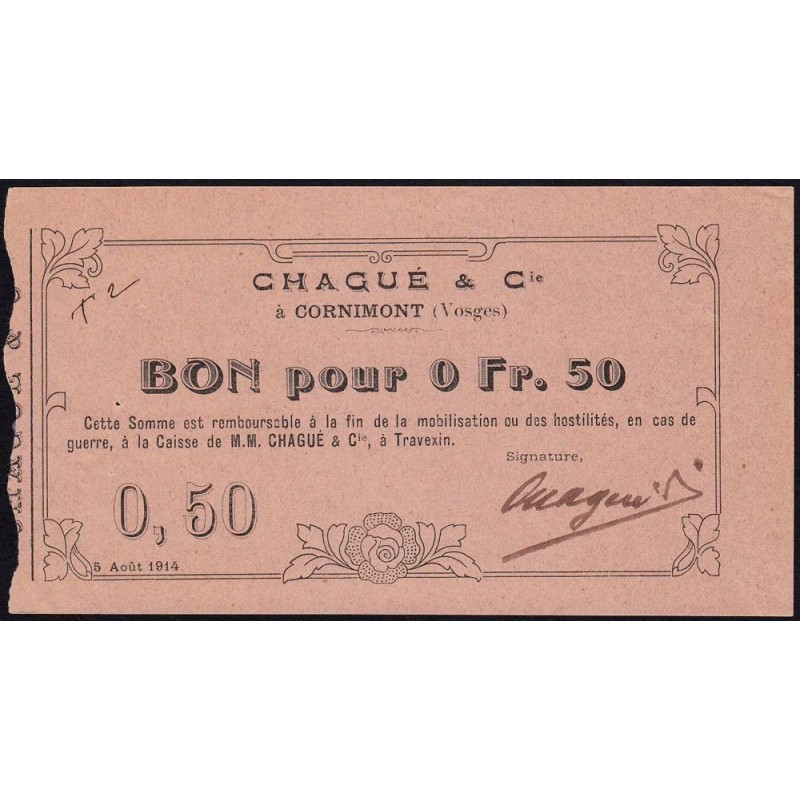 CHAGUÉ & Cie
à CORNIMONT (Vosges)
BON pour 0 Fr. 50
Cette Somme est remboursable à la fin de la mobilisation ou des hostilités, en cas de
guerre, à la Caisse de M.M. CHAGUÉ & Cie, à Travexin.
Signature,
0,50
5 Août 1914.